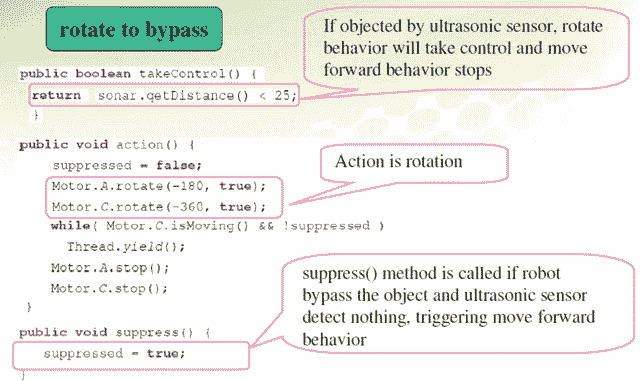 rotate to bypass
If objected by ultrasonic sensor, rotate
behavior will take control and move
forward behavior stops
public boolean takeControl() {
return sonar.getDistance() < 25;
}
public void action() {
suppressed = false;
Motor.A.rotate(-180, true);
Motor.C.rotate(-360, true);
while( Motor.C.isMoving() && !suppressed )
Thread.yield();
Motor.A.stop();
Motor.C.stop();
}
Action is rotation
suppress() method is called if robot
bypass the object and ultrasonic sensor
detect nothing, triggering move forward
behavior
public void suppress() {
suppressed = true;
}